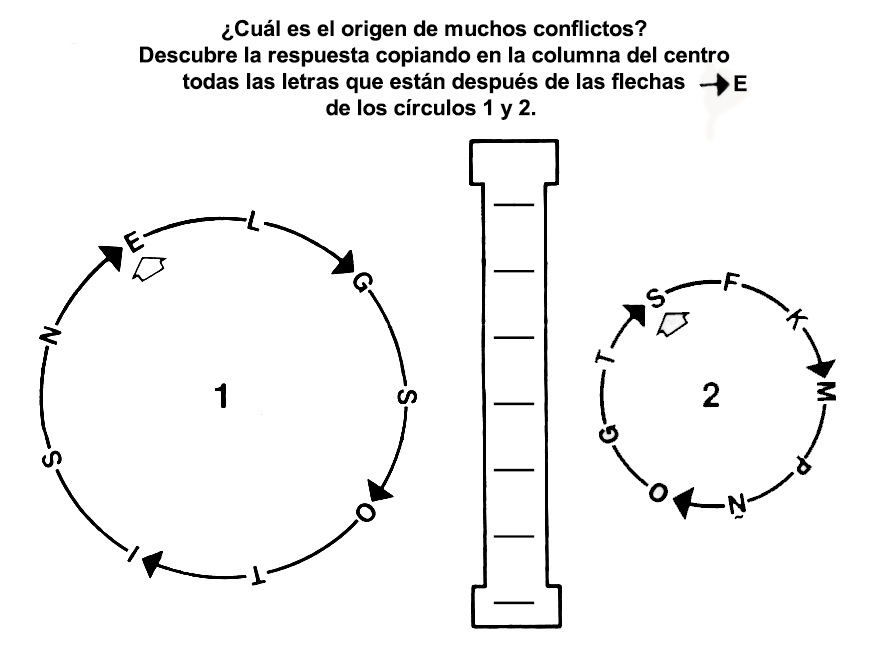 ¿Cuál es el origen de muchos conflictos?
Descubre la respuesta copiando en la columna del centro
todas las letras que están después de las flechas → E
de los círculos 1 y 2.
E
L
G
S
O
T
I
S
N
1
S
F
K
M
P
Ñ
O
G
T
2